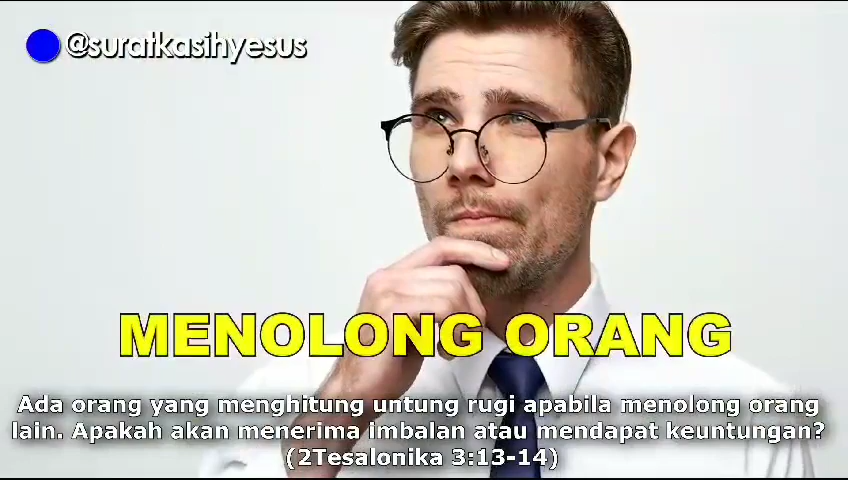 @suratkasihyesus
MENOLONG ORANG
Ada orang yang menghitung untung rugi apabila menolong orang
lain. Apakah akan menerima imbalan atau mendapat keuntungan?
(2Tesalonika 3:13-14)